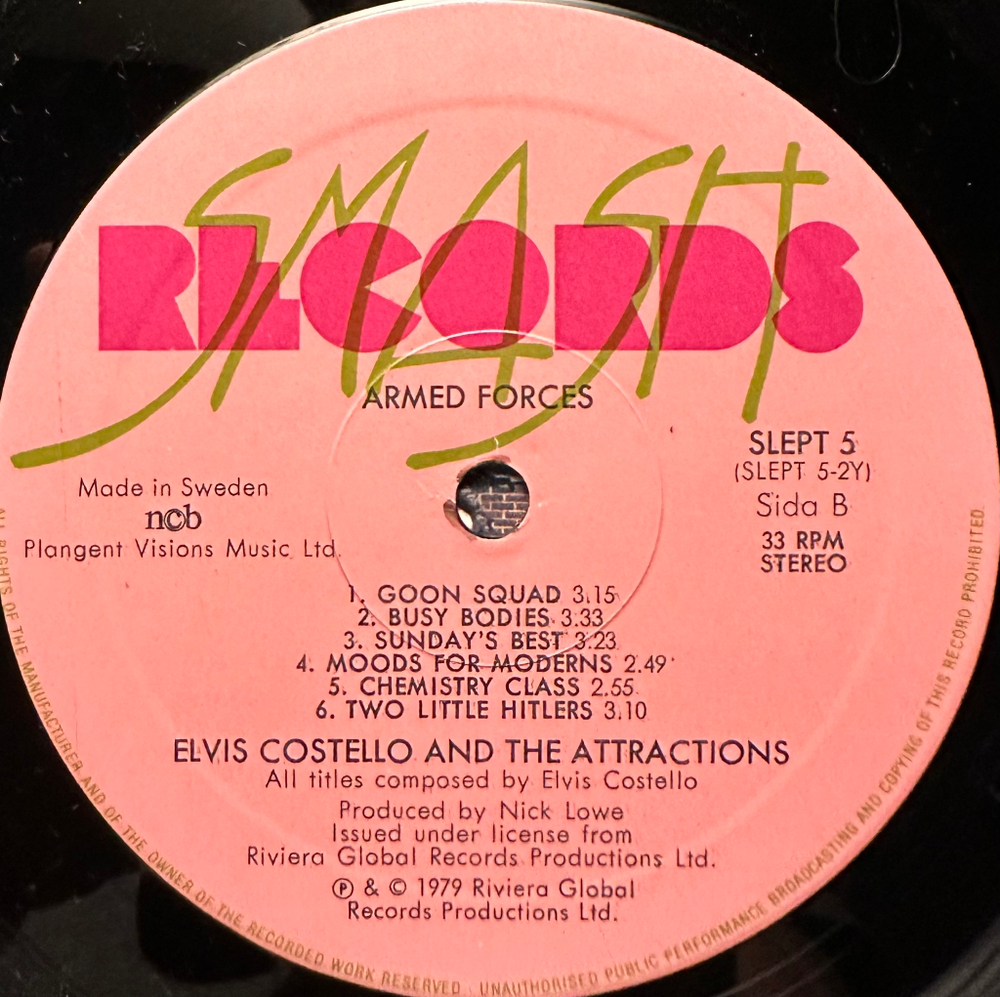 SMASH
RECORDS
ARMED FORCES
SLEPT 5
(SLEPT 5-2Y)
Sida B
33 RPM
STEREO
Made in Sweden
n©b
Plangent Visions Music Ltd.
1. GOON SQUAD 3.15
2. BUSY BODIES 3:33
3. SUNDAY'S BEST 3.23
4. MOODS FOR MODERNS 2.49
5. CHEMISTRY CLASS 2.55
6. TWO LITTLE HITLERS 3.10
ELVIS COSTELLO AND THE ATTRACTIONS
All titles composed by Elvis Costello
Produced by Nick Lowe
Issued under license from
Riviera Global Records Productions Ltd.
℗ & © 1979 Riviera Global
Records Productions Ltd.
ALL RIGHTS OF THE MANUFACTURER AND OF THE OWNER OF THE RECORDED WORK RESERVED. UNAUTHORISED PUBLIC PERFORMANCE BROADCASTING AND COPYING OF THIS RECORD PROHIBITED.